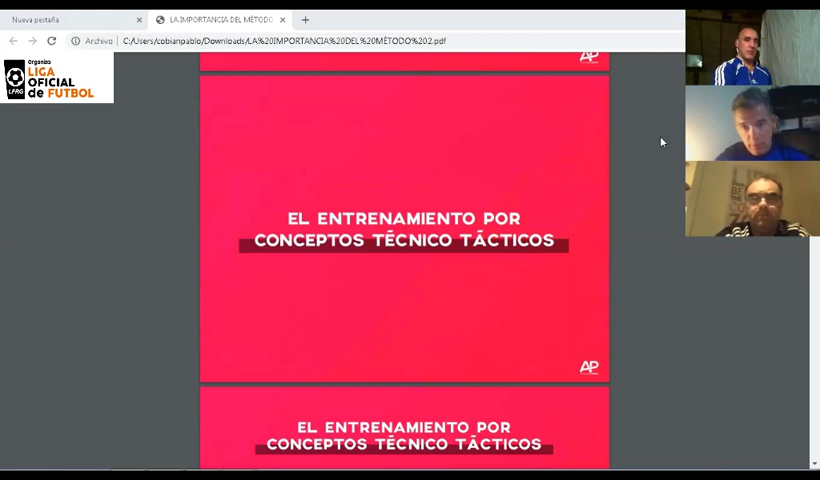 Nueva pestaña
LA IMPORTANCIA DEL MÉTODO
Archivo
C:/Users/cobianpablo/Downloads/LA%20IMPORTANCIA%20DEL%20MÉTODO%202.pdf
Organiza
LIGA
OFICIAL
de FUTBOL
LFRG
AP
EL ENTRENAMIENTO POR
CONCEPTOS TÉCNICO TÁCTICOS
AP
EL ENTRENAMIENTO POR
CONCEPTOS TÉCNICO TÁCTICOS